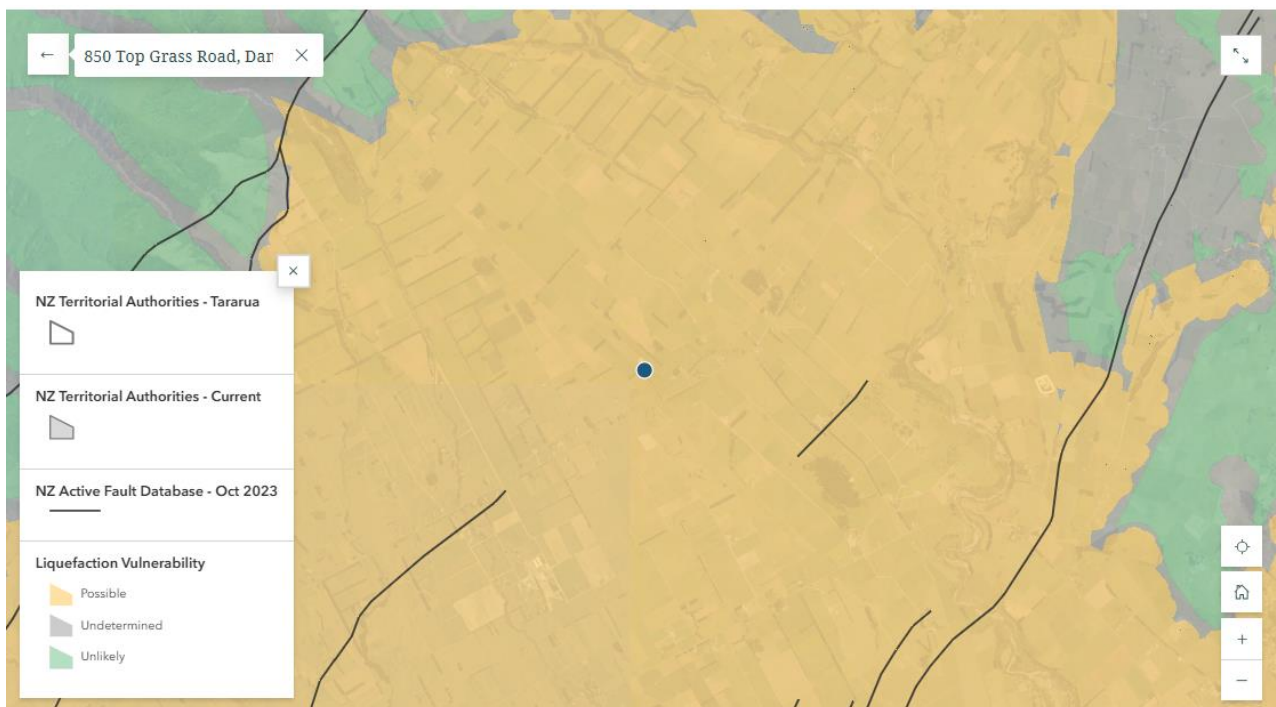 850 Top Grass Road, Dan
NZ Territorial Authorities - Tararua
NZ Territorial Authorities - Current
NZ Active Fault Database - Oct 2023
Liquefaction Vulnerability
Possible
Undetermined
Unlikely